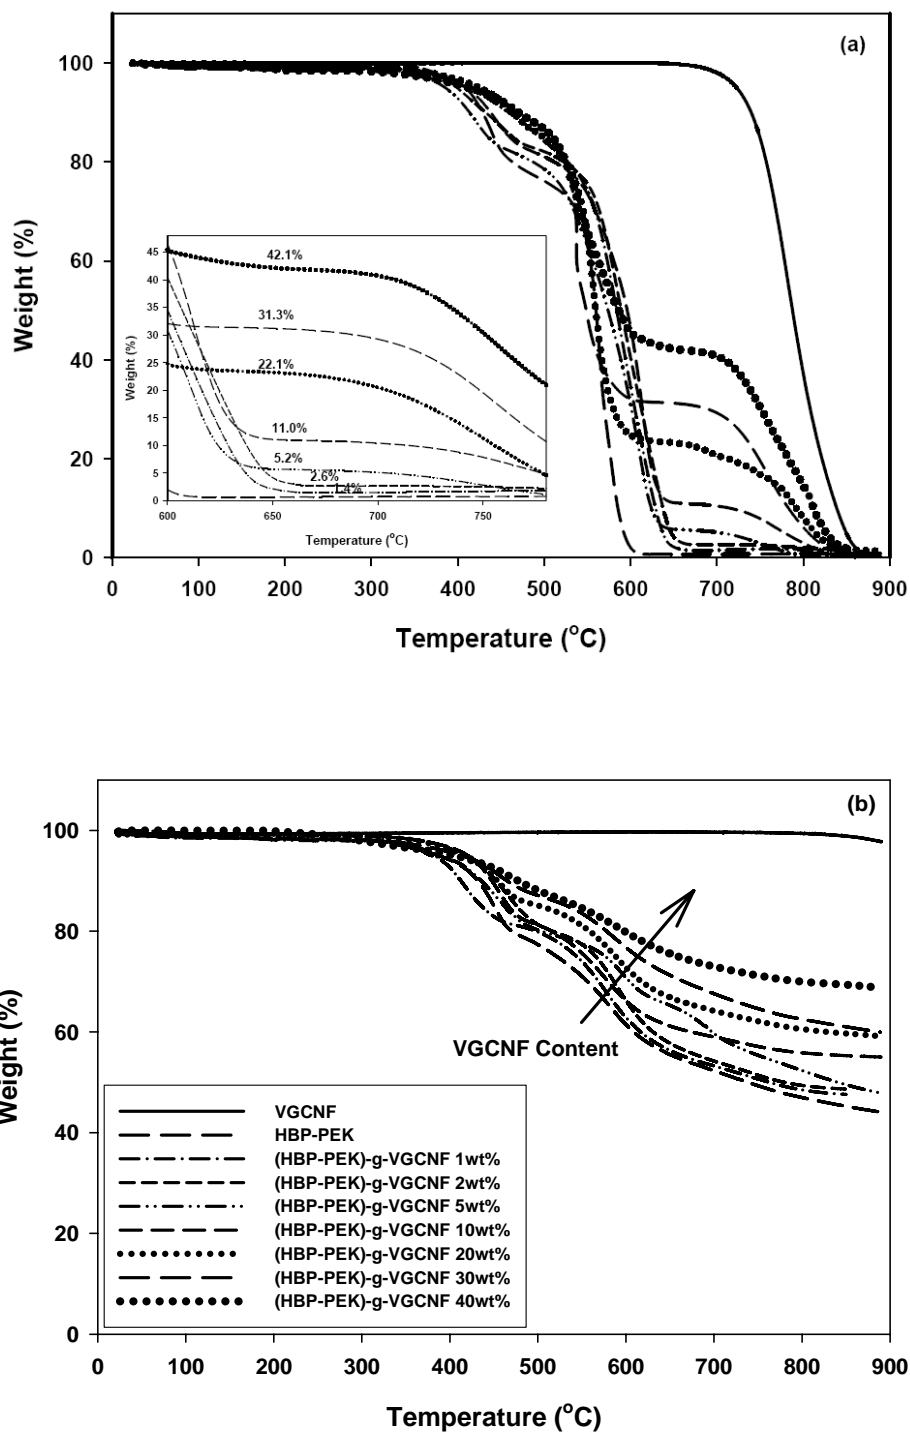 (a)
100
80
60
40
20
0
Weight (%)
0 100 200 300 400 500 600 700 800 900
Temperature (°C)
45
40
35
30
25
20
15
10
5
0
Weight (%)
42.1%
31.3%
22.1%
11.0%
5.2%
2.6%
1.4%
600 650 700 750
Temperature (°C)
(b)
100
80
60
40
20
0
Weight (%)
VGCNF Content
VGCNF
HBP-PEK
(HBP-PEK)-g-VGCNF 1wt%
(HBP-PEK)-g-VGCNF 2wt%
(HBP-PEK)-g-VGCNF 5wt%
(HBP-PEK)-g-VGCNF 10wt%
(HBP-PEK)-g-VGCNF 20wt%
(HBP-PEK)-g-VGCNF 30wt%
(HBP-PEK)-g-VGCNF 40wt%
0 100 200 300 400 500 600 700 800 900
Temperature (°C)